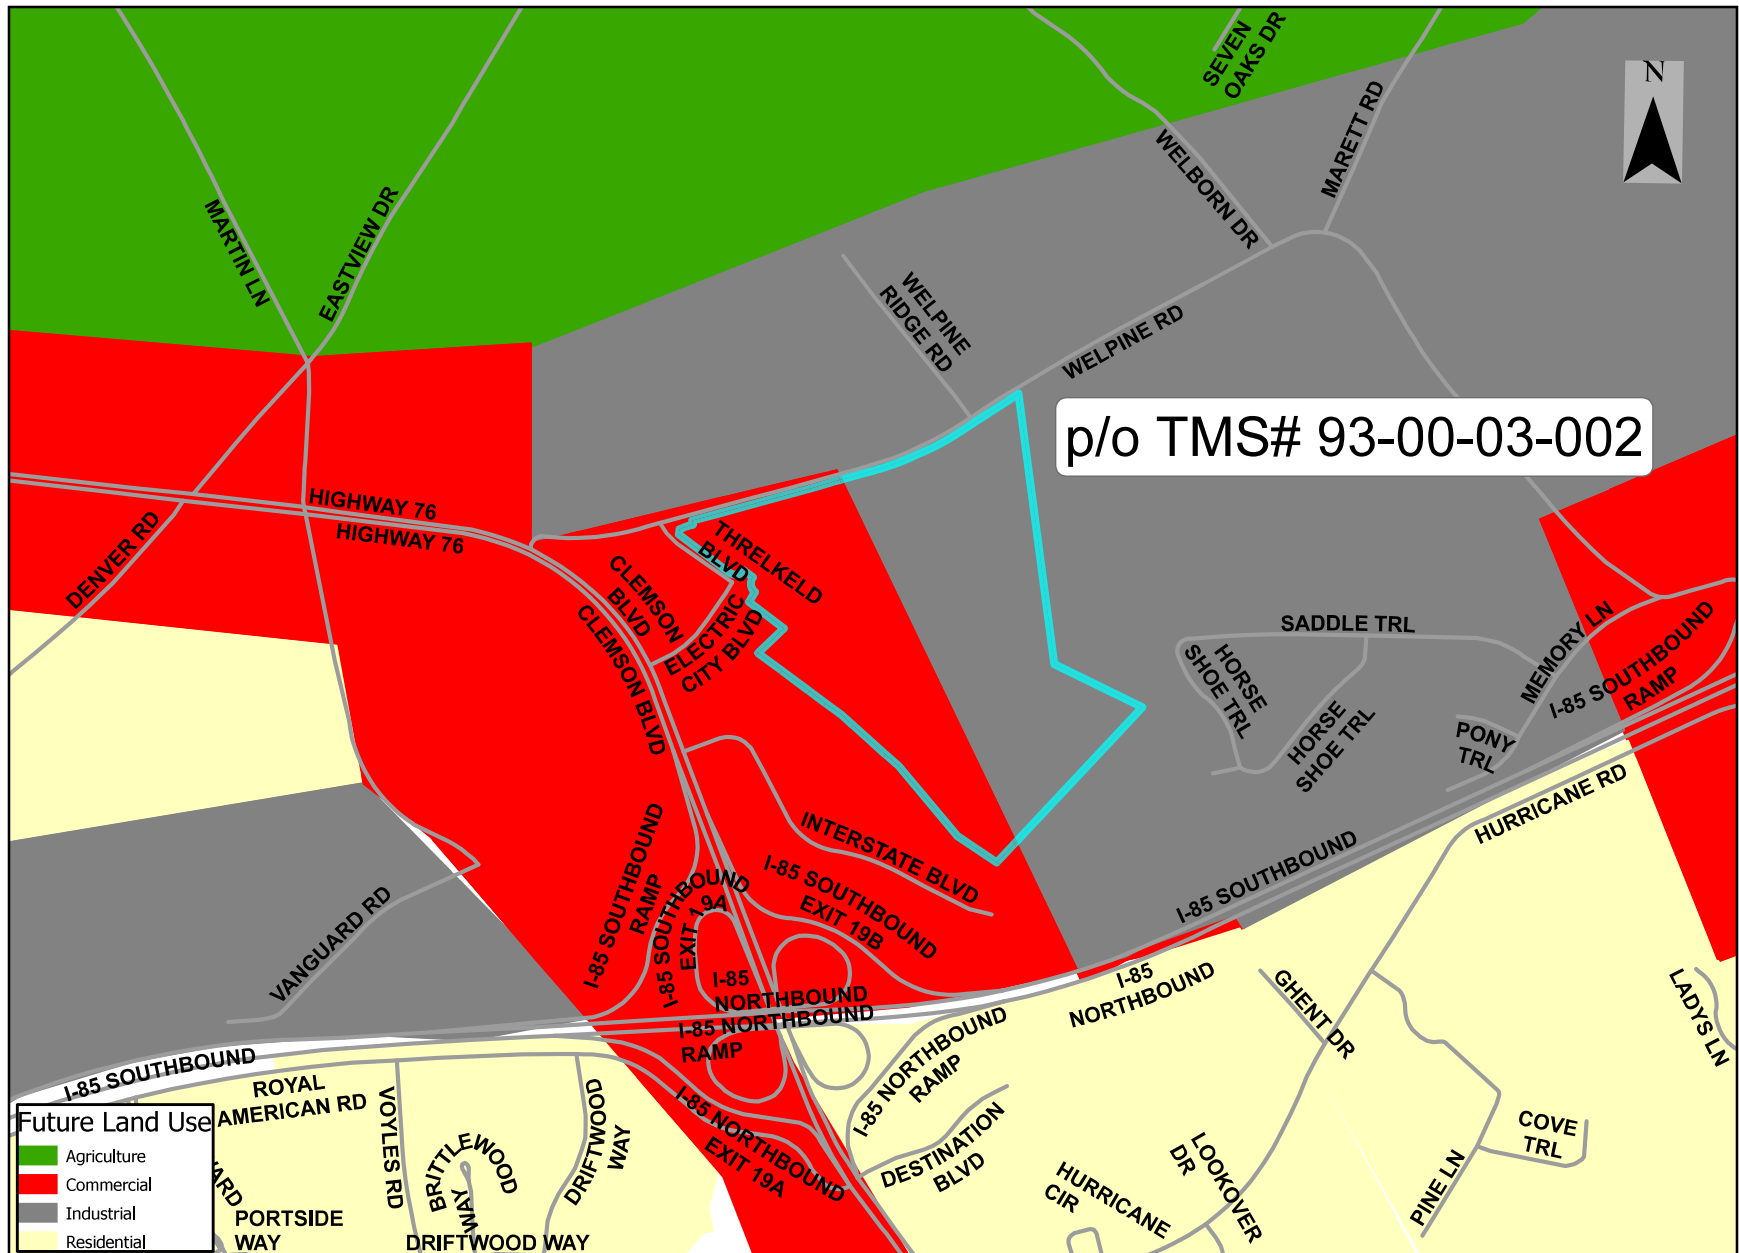 SEVEN
OAKS DR
N
MARETT RD
WELBORN DR
MARTIN LN
EASTVIEW DR
WELPINE
RIDGE RD
WELPINE RD
p/o TMS# 93-00-03-002
HIGHWAY 76
HIGHWAY 76
DENVER RD
THRELKELD
BLVD
CLEMSON
BLVD
ELECTRIC
CITY BLVD
CLEMSON BLVD
SADDLE TRL
HORSE
SHOE TRL
HORSE
SHOE TRL
MEMORY LN
I-85 SOUTHBOUND
RAMP
PONY
TRL
HURRICANE RD
INTERSTATE BLVD
I-85 SOUTHBOUND
RAMP
I-85 SOUTHBOUND
EXIT 19A
I-85 SOUTHBOUND
EXIT 19B
I-85 SOUTHBOUND
VANGUARD RD
I-85
NORTHBOUND
I-85 NORTHBOUND
RAMP
I-85
NORTHBOUND
GHENT DR
LADYS LN
I-85 SOUTHBOUND
ROYAL
AMERICAN RD
VOYLES RD
BRITTLEWOOD
WAY
DRIFTWOOD
WAY
I-85 NORTHBOUND
EXIT 19A
I-85 NORTHBOUND
RAMP
DESTINATION
BLVD
HURRICANE
CIR
LOOKOVER
DR
PINE LN
COVE
TRL
PORTSIDE
WAY
DRIFTWOOD WAY
Future Land Use
Agriculture
Commercial
Industrial
Residential